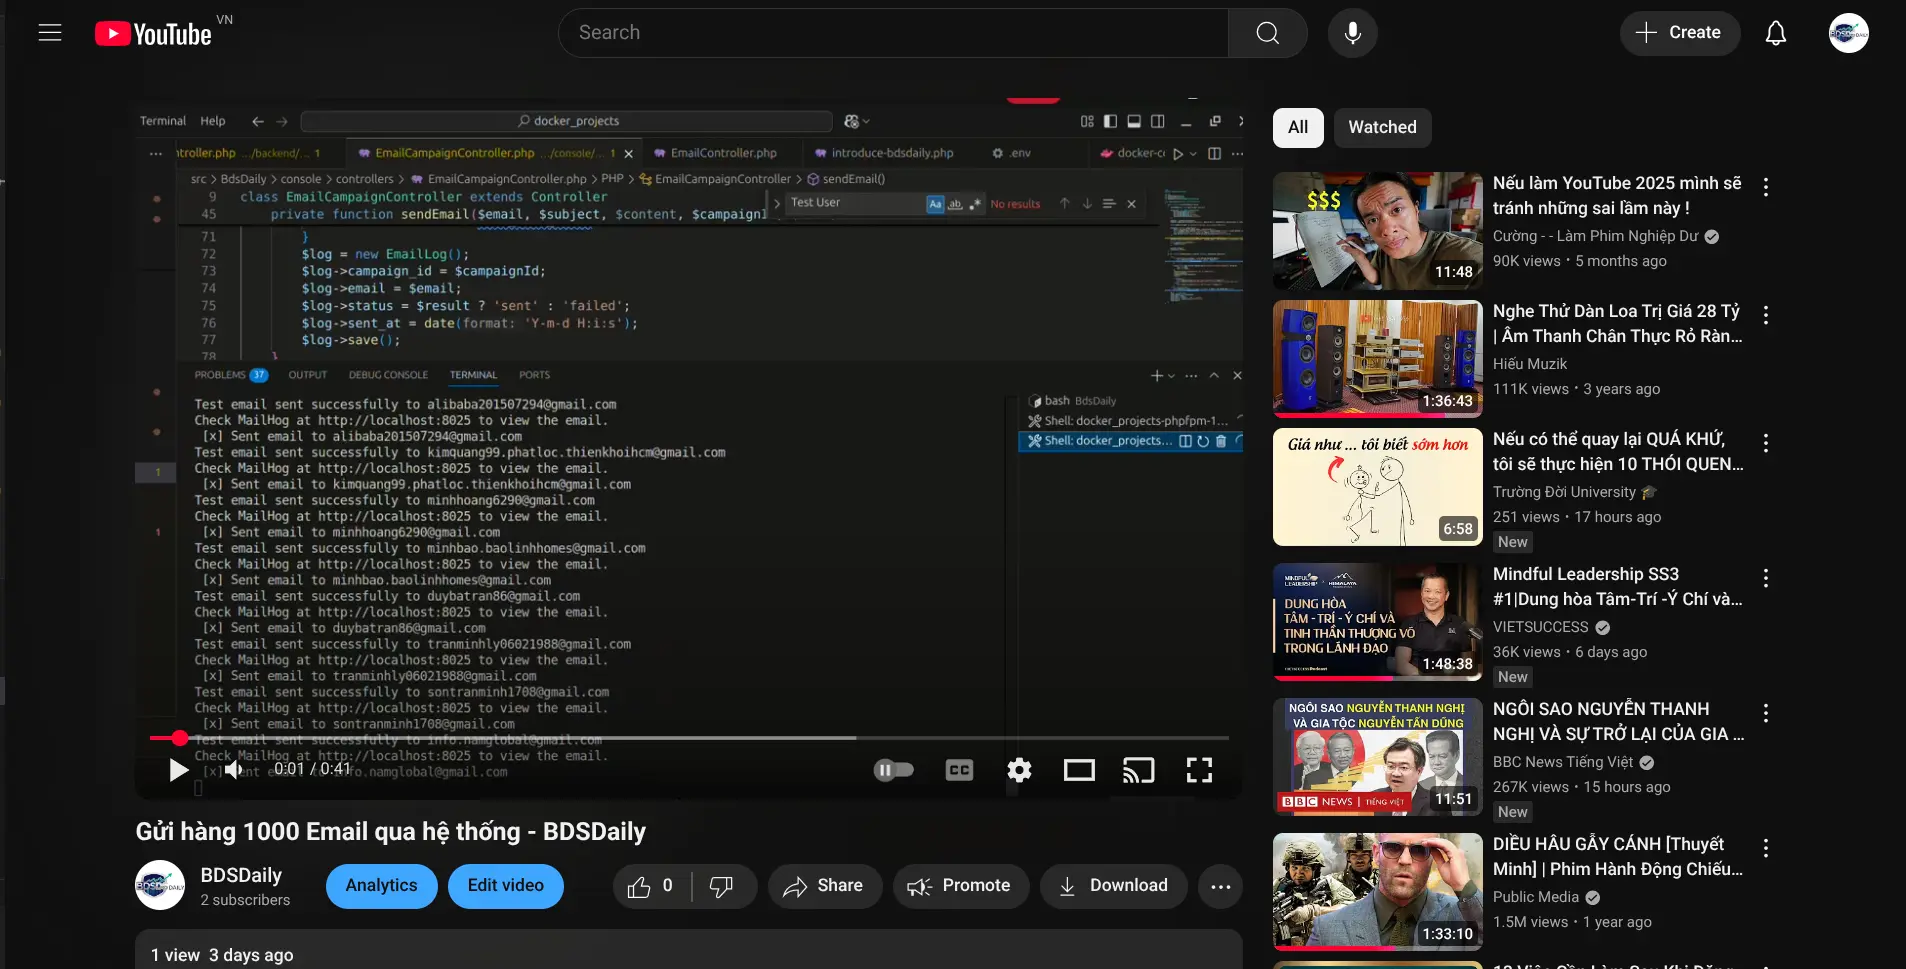 YouTube VN
Search
Create
Terminal Help
docker_projects
ntroller.php .../backend/... 1
EmailCampaignController.php .../console/... 1
EmailController.php
introduce-bdsdaily.php
.env
src > BdsDaily > console > controllers > EmailCampaignController.php > PHP > EmailCampaignController > sendEmail()
9 class EmailCampaignController extends Controller
45 private function sendEmail($email, $subject, $content, $campaignI
Test User
Aa ab .*
No results
71 }
72 $log = new EmailLog();
73 $log->campaign_id = $campaignId;
74 $log->email = $email;
75 $log->status = $result ? 'sent' : 'failed';
76 $log->sent_at = date(format: 'Y-m-d H:i:s');
77 $log->save();
78 }
PROBLEMS 37 OUTPUT DEBUG CONSOLE TERMINAL PORTS
bash BdsDaily
Shell: docker_projects-phpfpm-1...
Shell: docker_projects...
1
1
Test email sent successfully to alibaba201507294@gmail.com
Check MailHog at http://localhost:8025 to view the email.
[x] Sent email to alibaba201507294@gmail.com
Test email sent successfully to kimquang99.phatloc.thienkhoihcm@gmail.com
Check MailHog at http://localhost:8025 to view the email.
[x] Sent email to kimquang99.phatloc.thienkhoihcm@gmail.com
Test email sent successfully to minhhoang6290@gmail.com
Check MailHog at http://localhost:8025 to view the email.
[x] Sent email to minhhoang6290@gmail.com
Test email sent successfully to minhbao.baolinhhomes@gmail.com
Check MailHog at http://localhost:8025 to view the email.
[x] Sent email to minhbao.baolinhhomes@gmail.com
Test email sent successfully to duybatran86@gmail.com
Check MailHog at http://localhost:8025 to view the email.
[x] Sent email to duybatran86@gmail.com
Test email sent successfully to tranminhly06021988@gmail.com
Check MailHog at http://localhost:8025 to view the email.
[x] Sent email to tranminhly06021988@gmail.com
Test email sent successfully to sontranminh1708@gmail.com
Check MailHog at http://localhost:8025 to view the email.
[x] Sent email to sontranminh1708@gmail.com
Test email sent successfully to info.namglobal@gmail.com
Check MailHog at http://localhost:8025 to view the email.
[x] Sent email to info.namglobal@gmail.com
0:01 / 0:41
CC
Gửi hàng 1000 Email qua hệ thống - BDSDaily
BDSDaily
2 subscribers
Analytics
Edit video
0
Share
Promote
Download
1 view 3 days ago
All
Watched
$$$
11:48
Nếu làm YouTube 2025 mình sẽ
tránh những sai lầm này !
Cường - - Làm Phim Nghiệp Dư
90K views • 5 months ago
1:36:43
Nghe Thử Dàn Loa Trị Giá 28 Tỷ
| Âm Thanh Chân Thực Rỏ Ràn...
Hiếu Muzik
111K views • 3 years ago
Giá như ... tôi biết sớm hơn
6:58
Nếu có thể quay lại QUÁ KHỨ,
tôi sẽ thực hiện 10 THÓI QUEN...
Trường Đời University
251 views • 17 hours ago
New
MINDFUL LEADERSHIP
HIMALAYA
DUNG HÒA
TÂM - TRÍ - Ý CHÍ VÀ
TINH THẦN THƯỢNG VÕ
TRONG LÃNH ĐẠO
1:48:38
Mindful Leadership SS3
#1|Dung hòa Tâm-Trí -Ý Chí và...
VIETSUCCESS
36K views • 6 days ago
New
NGÔI SAO NGUYỄN THANH NGHỊ
VÀ GIA TỘC NGUYỄN TẤN DŨNG
BBC NEWS | TIẾNG VIỆT
11:51
NGÔI SAO NGUYỄN THANH
NGHỊ VÀ SỰ TRỞ LẠI CỦA GIA ...
BBC News Tiếng Việt
267K views • 15 hours ago
New
1:33:10
DIỀU HÂU GẪY CÁNH [Thuyết
Minh] | Phim Hành Động Chiếu...
Public Media
1.5M views • 1 year ago